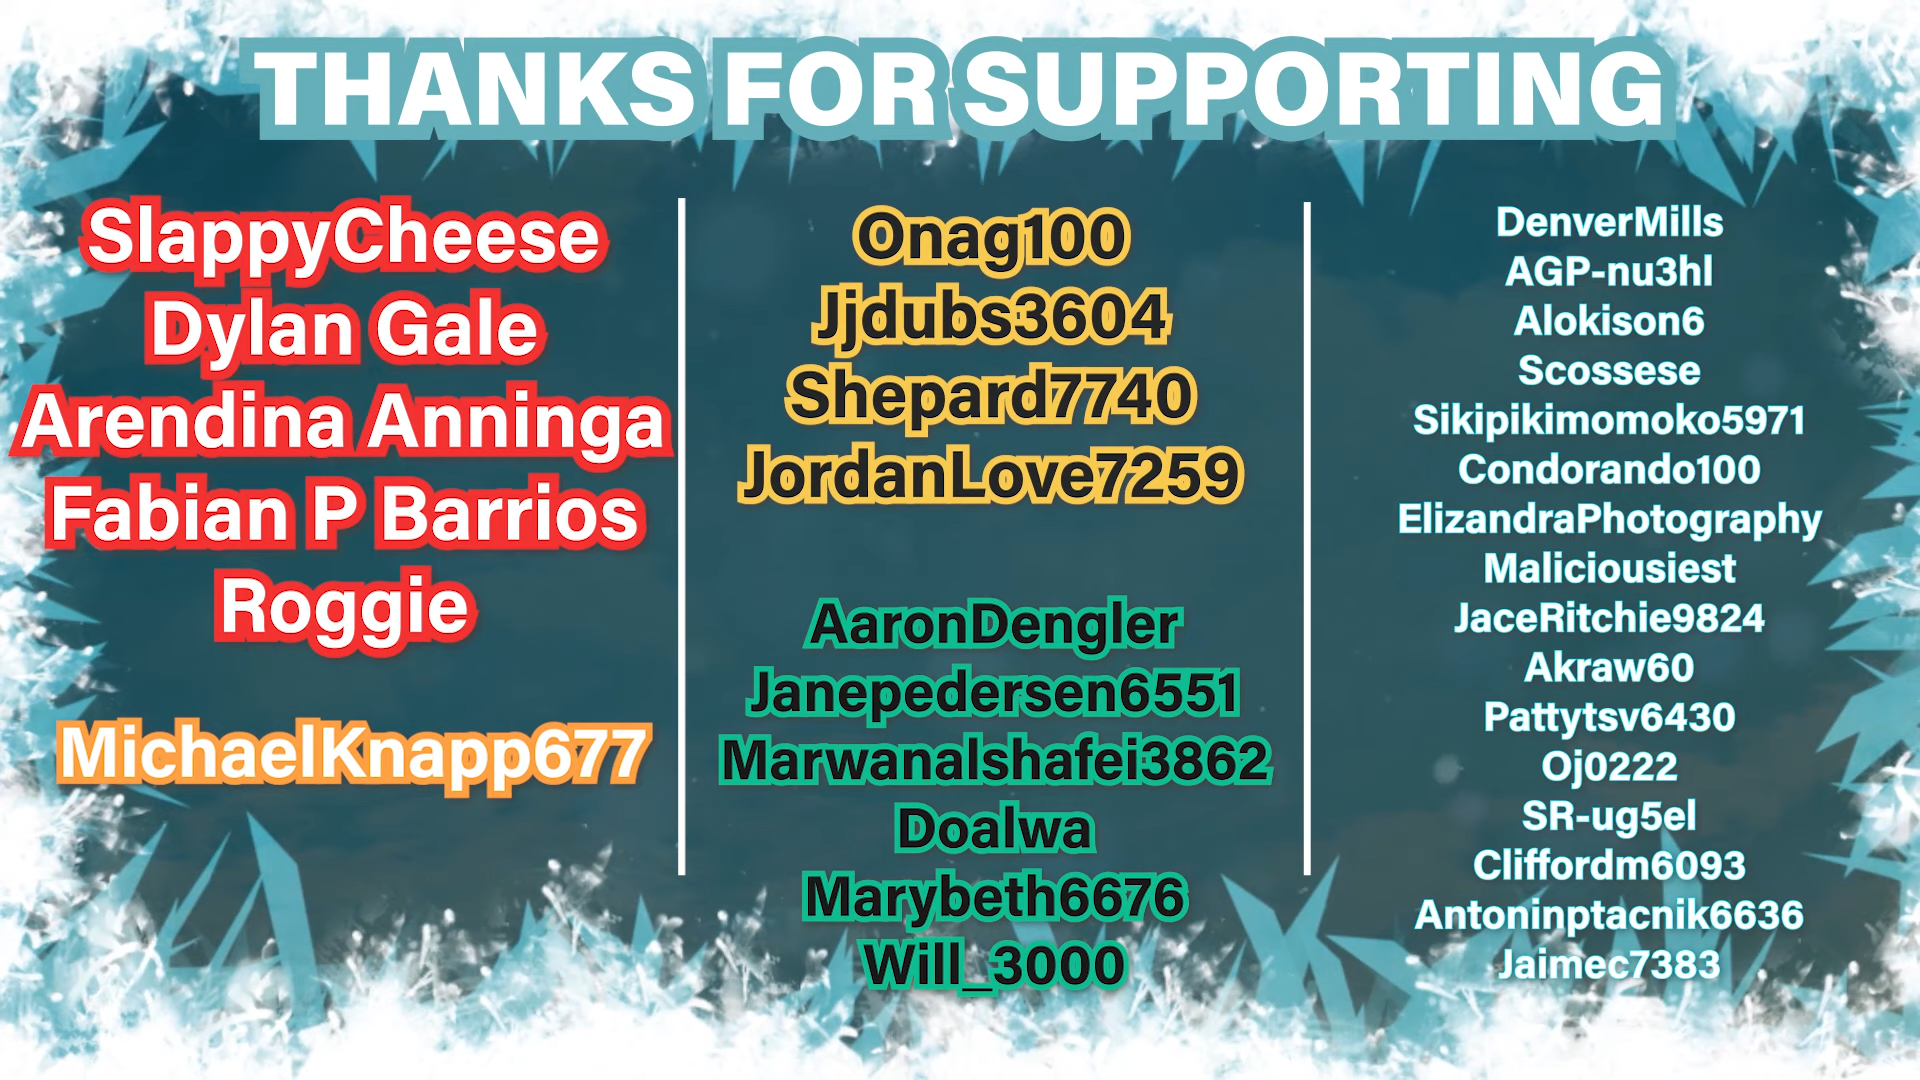 THANKS FOR SUPPORTING
SlappyCheese
Dylan Gale
Arendina Anninga
Fabian P Barrios
Roggie
MichaelKnapp677
Onag100
Jjdubs3604
Shepard7740
JordanLove7259
AaronDengler
Janepedersen6551
Marwanalshafei3862
Doalwa
Marybeth6676
Will_3000
DenverMills
AGP-nu3hl
Alokison6
Scossese
Sikipikimomoko5971
Condorando100
ElizandraPhotography
Maliciousiest
JaceRitchie9824
Akraw60
Pattytsv6430
Oj0222
SR-ug5el
Cliffordm6093
Antoninptacnik6636
Jaimec7383